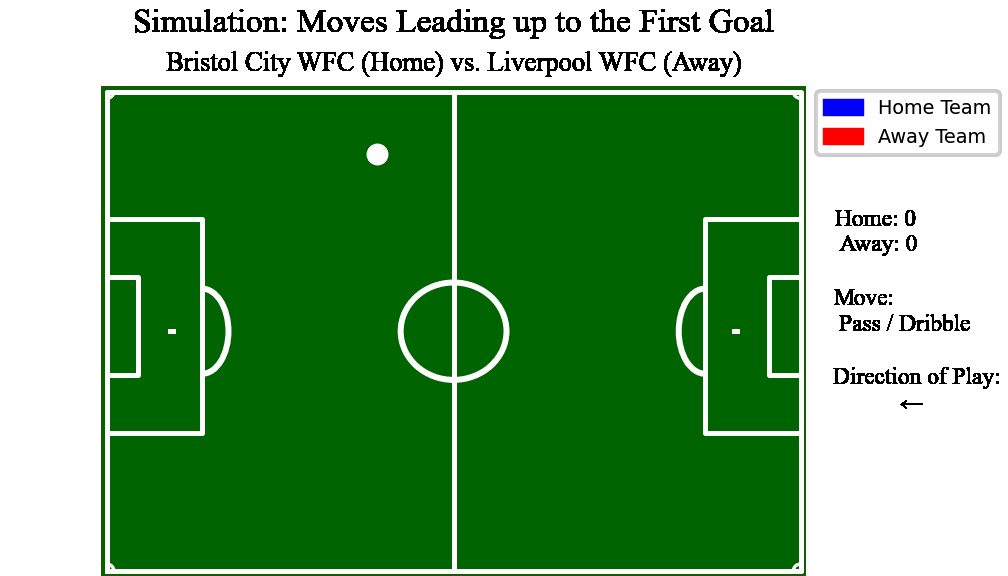 Simulation: Moves Leading up to the First Goal
Bristol City WFC (Home) vs. Liverpool WFC (Away)
Home Team
Away Team
Home: 0
Away: 0
Move:
Pass / Dribble
Direction of Play:
←